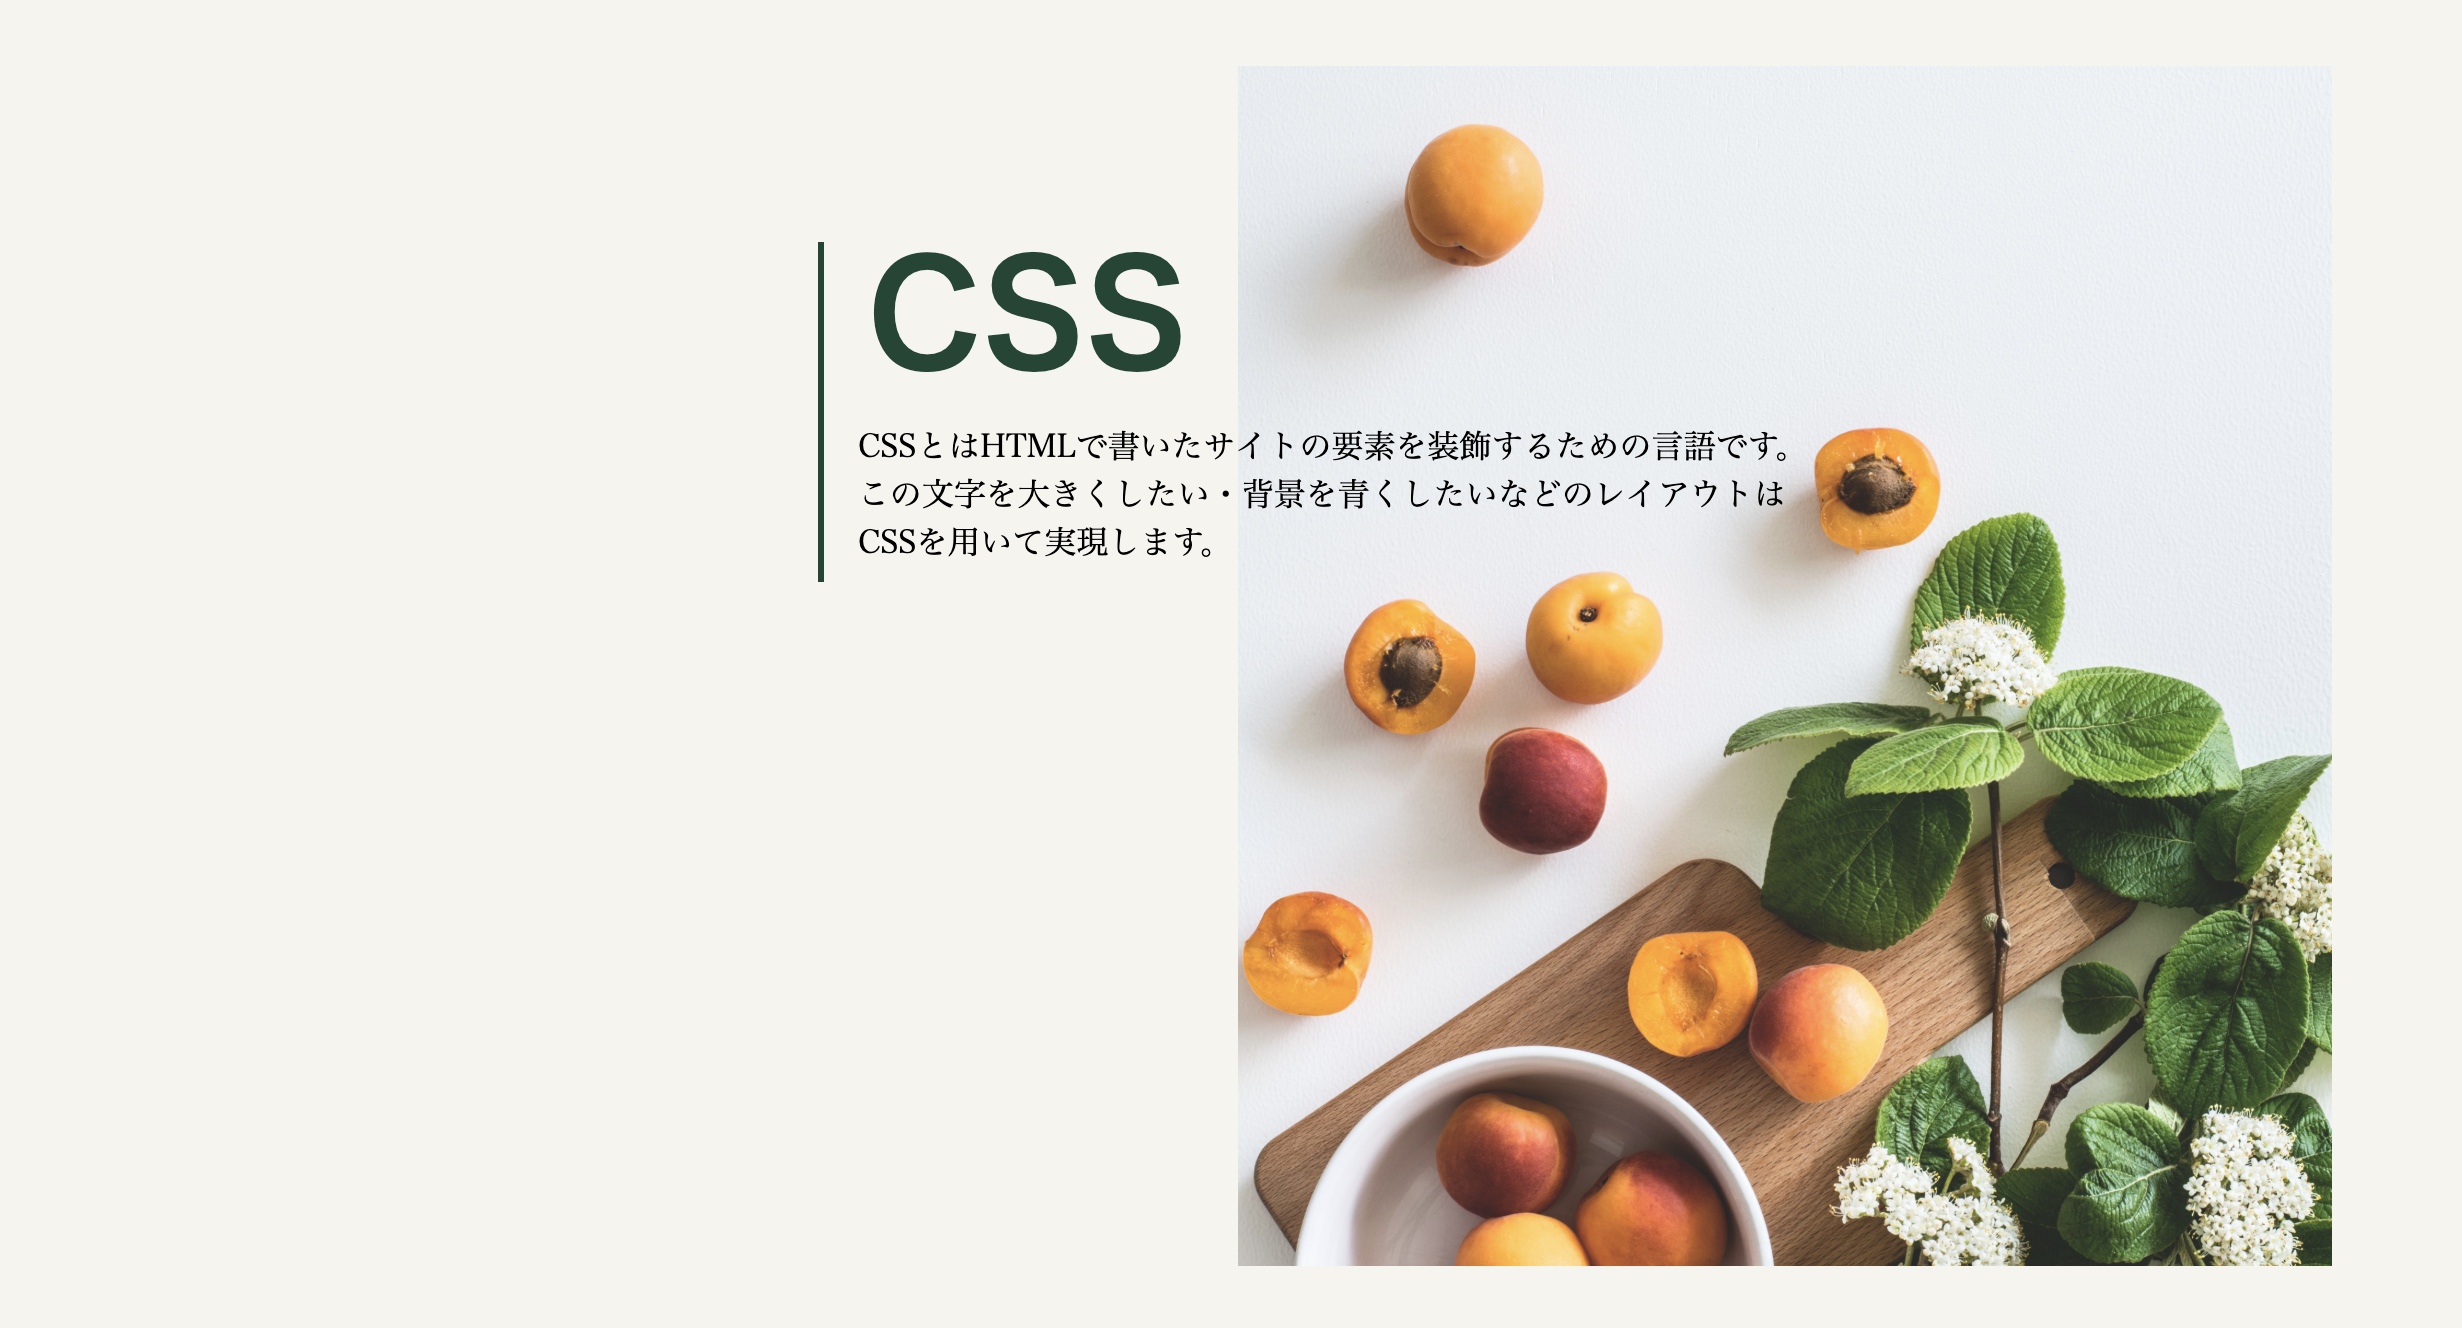 CSS
CSSとはHTMLで書いたサイトの要素を装飾するための言語です。
この文字を大きくしたい・背景を青くしたいなどのレイアウトは
CSSを用いて実現します。